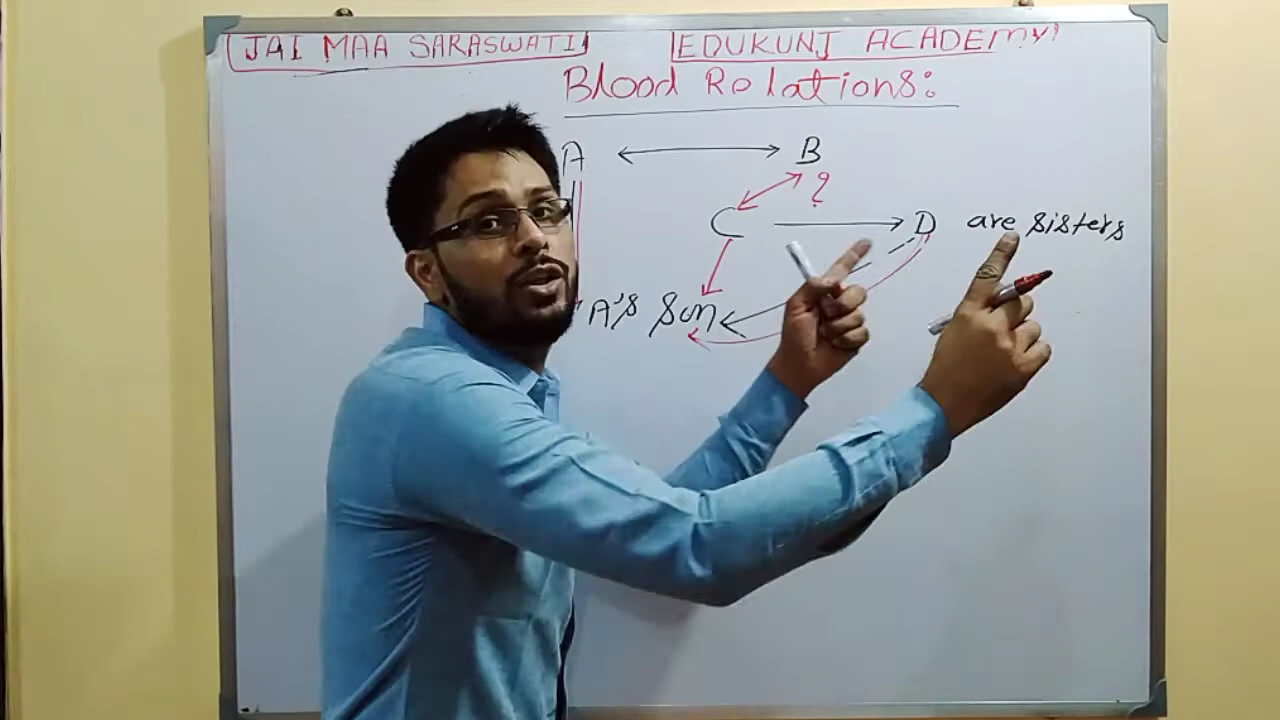 JAI MAA SARASWATI EDUKUNJ ACADEMY
Blood Relations:
A B
?
C D are sisters
A's Son